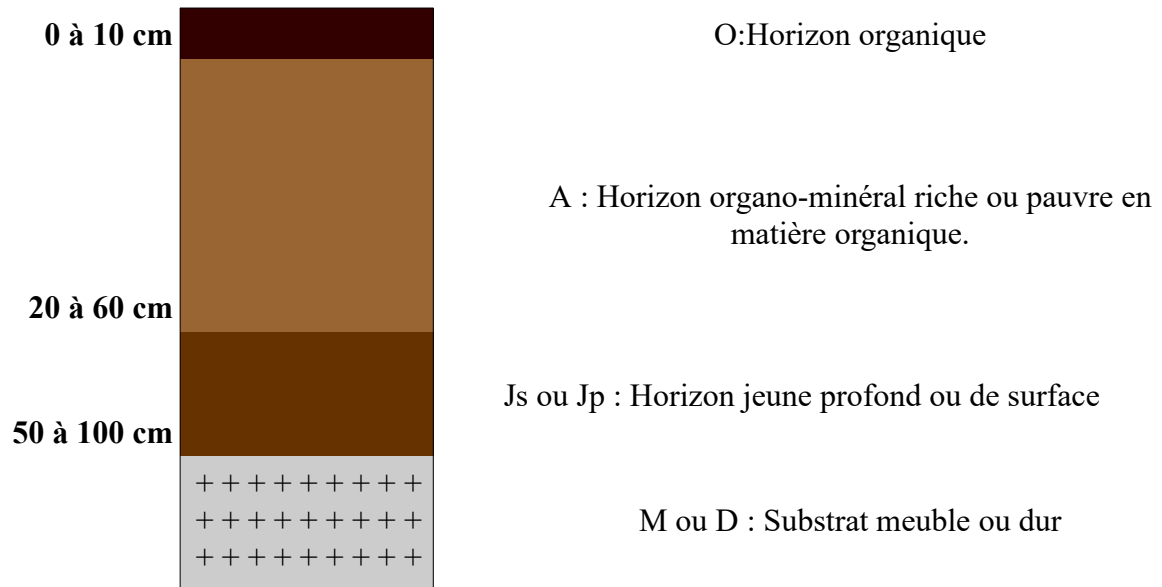 0 à 10 cm
O:Horizon organique
A : Horizon organo-minéral riche ou pauvre en
matière organique.
20 à 60 cm
Js ou Jp : Horizon jeune profond ou de surface
50 à 100 cm
+ + + + + + + + +
+ + + + + + + + +
M ou D : Substrat meuble ou dur
+ + + + + + + + +